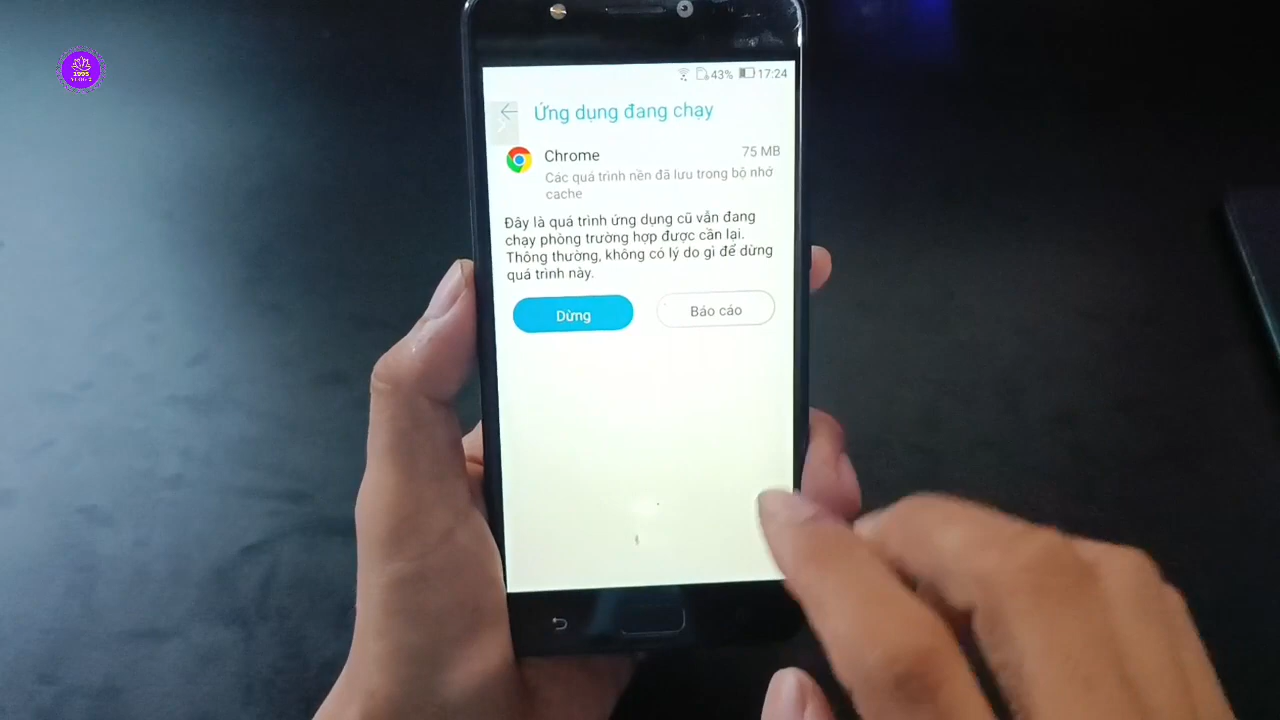 1995
43% 17:24
Ứng dụng đang chạy
Chrome 75 MB
Các quá trình nền đã lưu trong bộ nhớ
cache
Đây là quá trình ứng dụng cũ vẫn đang
chạy phòng trường hợp được cần lại.
Thông thường, không có lý do gì để dừng
quá trình này.
Dừng Báo cáo